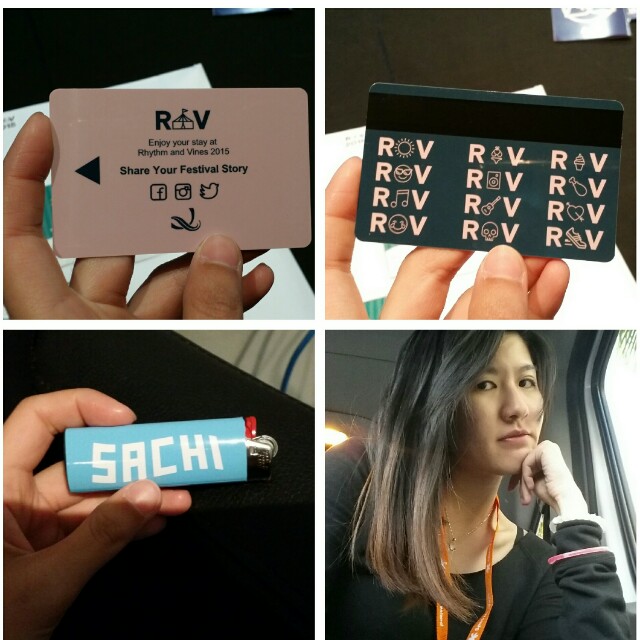 R V
Enjoy your stay at
Rhythm and Vines 2015
Share Your Festival Story
R V R V R V
R V R V R V
R V R V R V
R V R V R V
SACHI